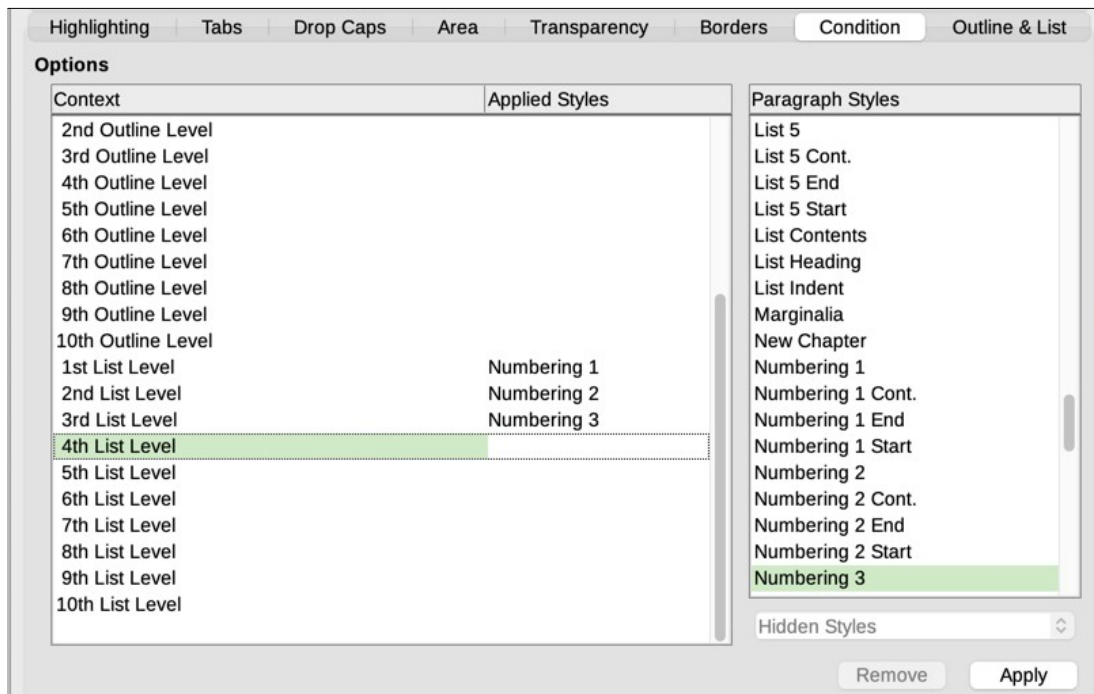 Highlighting Tabs Drop Caps Area Transparency Borders Condition Outline & List
Options
Context Applied Styles
2nd Outline Level
3rd Outline Level
4th Outline Level
5th Outline Level
6th Outline Level
7th Outline Level
8th Outline Level
9th Outline Level
10th Outline Level
1st List Level Numbering 1
2nd List Level Numbering 2
3rd List Level Numbering 3
4th List Level
5th List Level
6th List Level
7th List Level
8th List Level
9th List Level
10th List Level
Paragraph Styles
List 5
List 5 Cont.
List 5 End
List 5 Start
List Contents
List Heading
List Indent
Marginalia
New Chapter
Numbering 1
Numbering 1 Cont.
Numbering 1 End
Numbering 1 Start
Numbering 2
Numbering 2 Cont.
Numbering 2 End
Numbering 2 Start
Numbering 3
Hidden Styles
Remove Apply